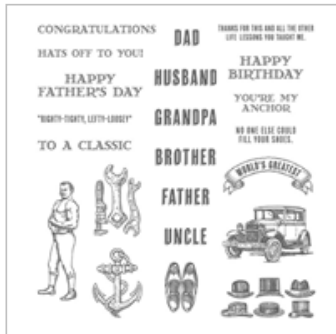 CONGRATULATIONS
HATS OFF TO YOU!
HAPPY
FATHER'S DAY
"RIGHTY-TIGHTY, LEFTY-LOOSEY"
TO A CLASSIC
DAD
HUSBAND
GRANDPA
BROTHER
FATHER
UNCLE
THANKS FOR THIS AND ALL THE OTHER
LIFE LESSONS YOU TAUGHT ME.
HAPPY
BIRTHDAY
YOU'RE MY
ANCHOR
NO ONE ELSE COULD
FILL YOUR SHOES.
WORLD'S GREATEST